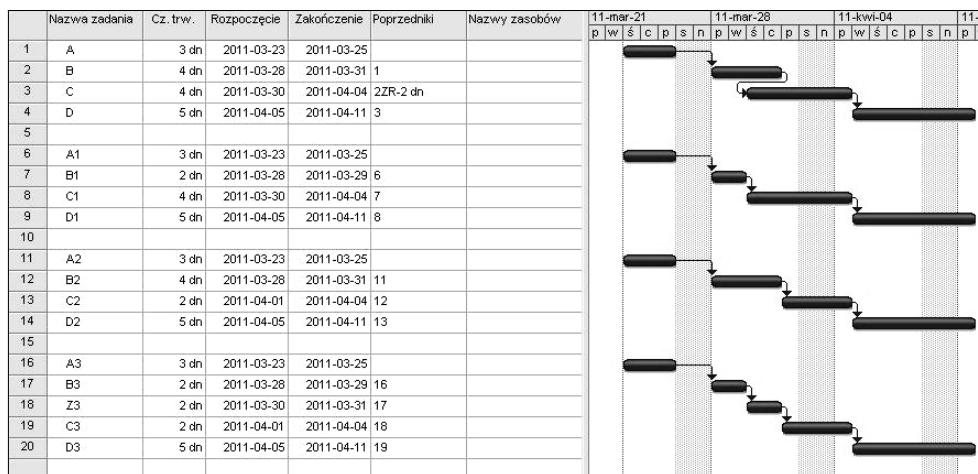 Nazwa zadania Cz. trw. Rozpoczęcie Zakończenie Poprzedniki Nazwy zasobów 11-mar-21 11-mar-28 11-kwi-04 11-
p w ś c p s n p w ś c p s n p w ś c p s n p
1 A 3 dn 2011-03-23 2011-03-25
2 B 4 dn 2011-03-28 2011-03-31 1
3 C 4 dn 2011-03-30 2011-04-04 2ZR-2 dn
4 D 5 dn 2011-04-05 2011-04-11 3
5
6 A1 3 dn 2011-03-23 2011-03-25
7 B1 2 dn 2011-03-28 2011-03-29 6
8 C1 4 dn 2011-03-30 2011-04-04 7
9 D1 5 dn 2011-04-05 2011-04-11 8
10
11 A2 3 dn 2011-03-23 2011-03-25
12 B2 4 dn 2011-03-28 2011-03-31 11
13 C2 2 dn 2011-04-01 2011-04-04 12
14 D2 5 dn 2011-04-05 2011-04-11 13
15
16 A3 3 dn 2011-03-23 2011-03-25
17 B3 2 dn 2011-03-28 2011-03-29 16
18 Z3 2 dn 2011-03-30 2011-03-31 17
19 C3 2 dn 2011-04-01 2011-04-04 18
20 D3 5 dn 2011-04-05 2011-04-11 19